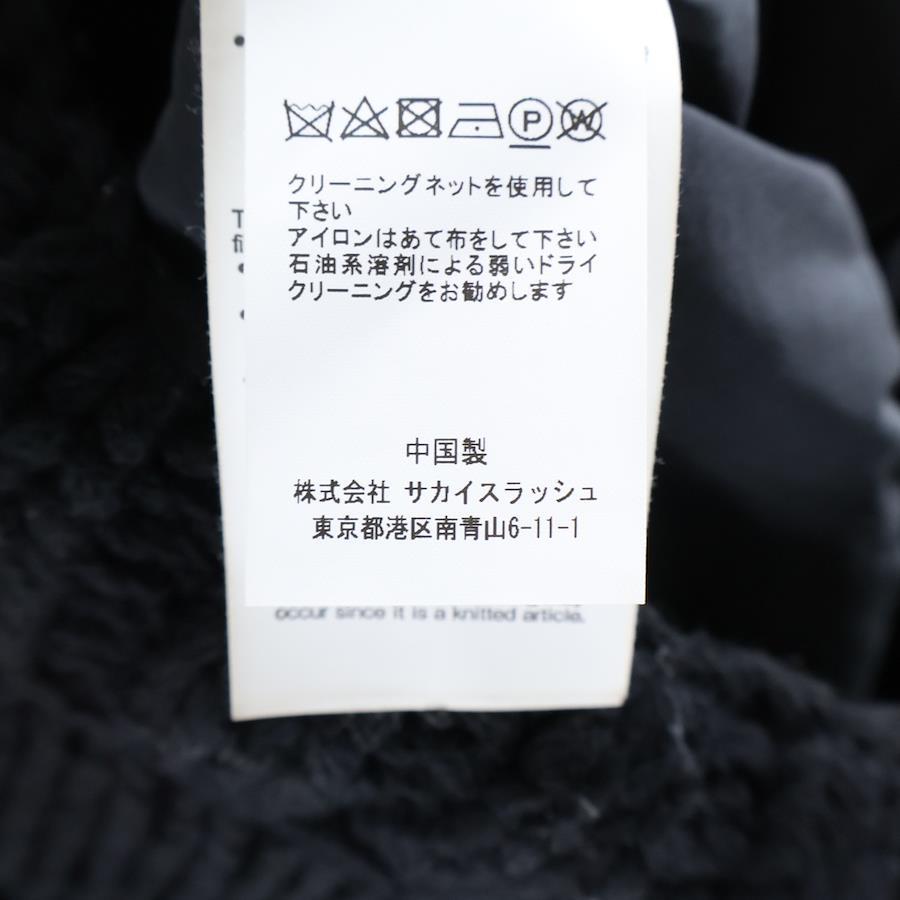 P W
クリーニングネットを使用して
下さい
アイロンはあて布をして下さい
石油系溶剤による弱いドライ
クリーニングをお勧めします
中国製
株式会社 サカイスラッシュ
東京都港区南青山6-11-1
occur since it is a knitted article.